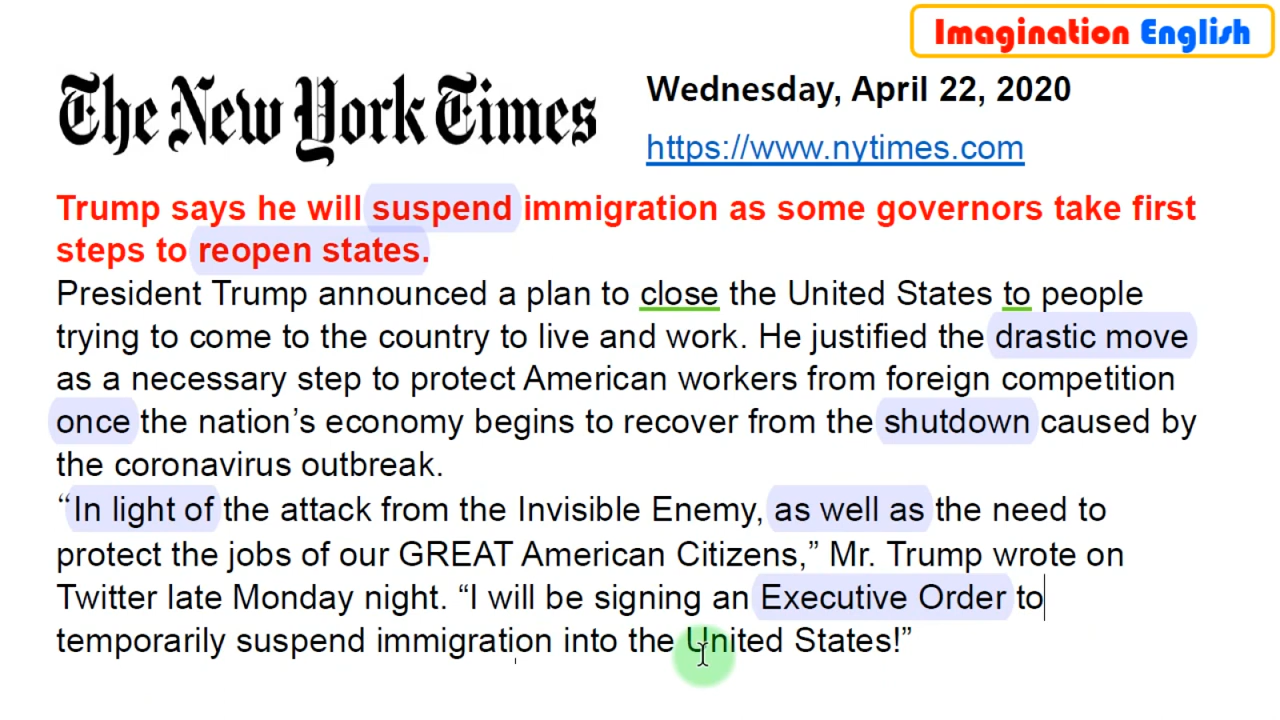 Imagination English
The New York Times
Wednesday, April 22, 2020
https://www.nytimes.com
Trump says he will suspend immigration as some governors take first
steps to reopen states.
President Trump announced a plan to close the United States to people
trying to come to the country to live and work. He justified the drastic move
as a necessary step to protect American workers from foreign competition
once the nation’s economy begins to recover from the shutdown caused by
the coronavirus outbreak.
“In light of the attack from the Invisible Enemy, as well as the need to
protect the jobs of our GREAT American Citizens,” Mr. Trump wrote on
Twitter late Monday night. “I will be signing an Executive Order to
temporarily suspend immigration into the United States!”